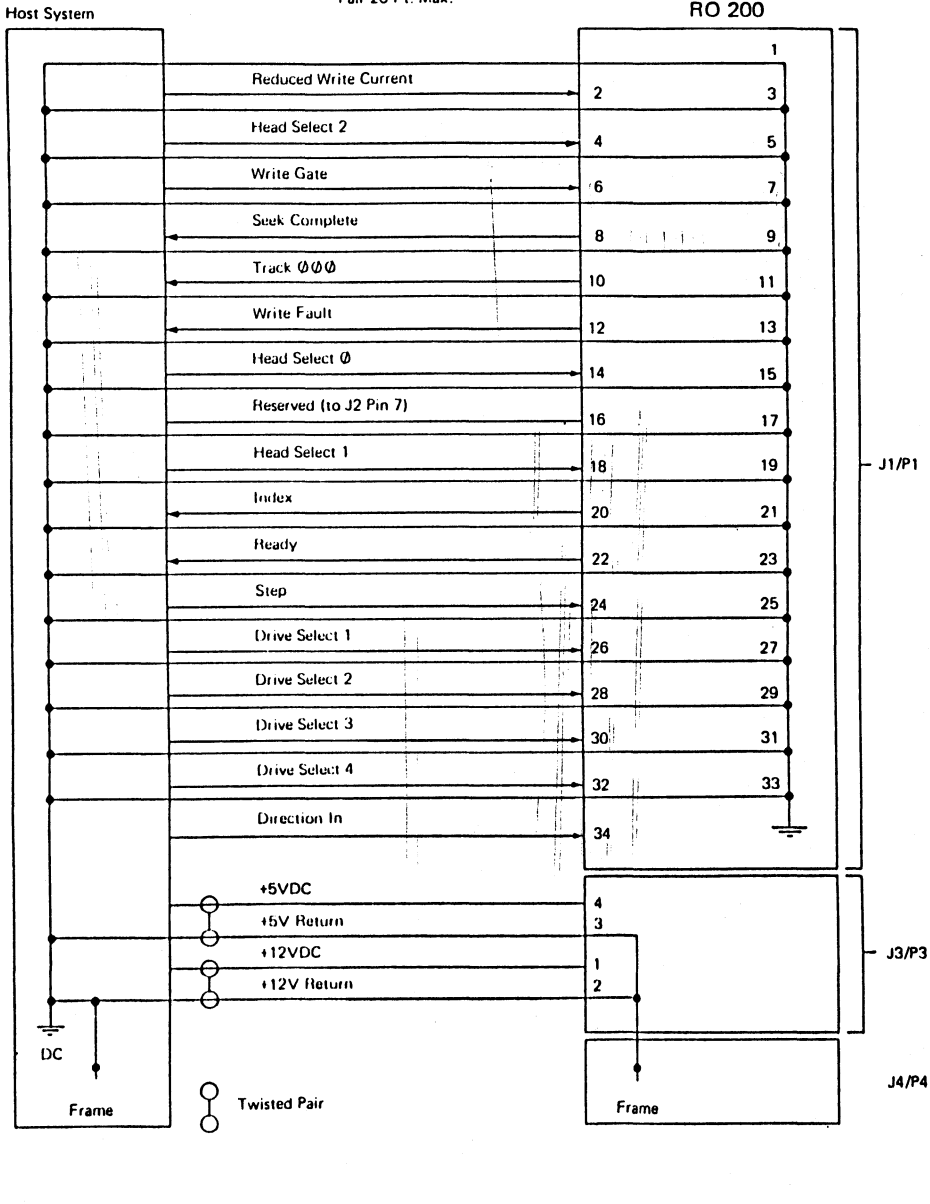 Host System
Pair 20 Ft. Max.
RO 200
1
Reduced Write Current
2 3
Head Select 2
4 5
Write Gate
6 7
Seek Complete
8 9
Track ØØØ
10 11
Write Fault
12 13
Head Select Ø
14 15
Reserved (to J2 Pin 7)
16 17
Head Select 1
18 19
J1/P1
Index
20 21
Ready
22 23
Step
24 25
Drive Select 1
26 27
Drive Select 2
28 29
Drive Select 3
30 31
Drive Select 4
32 33
Direction In
34
+5VDC
4
+5V Return
3
+12VDC
1
J3/P3
+12V Return
2
DC
J4/P4
Frame
Twisted Pair
Frame